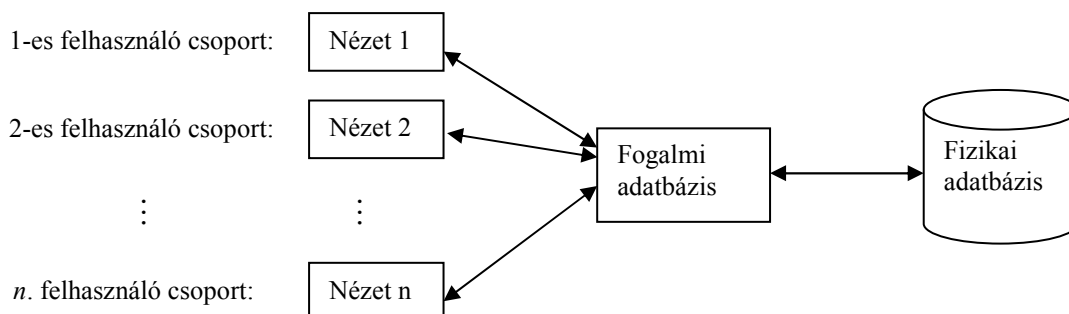 1-es felhasználó csoport:
Nézet 1
2-es felhasználó csoport:
Nézet 2
Fogalmi
adatbázis
Fizikai
adatbázis
⋮ ⋮
n. felhasználó csoport:
Nézet n